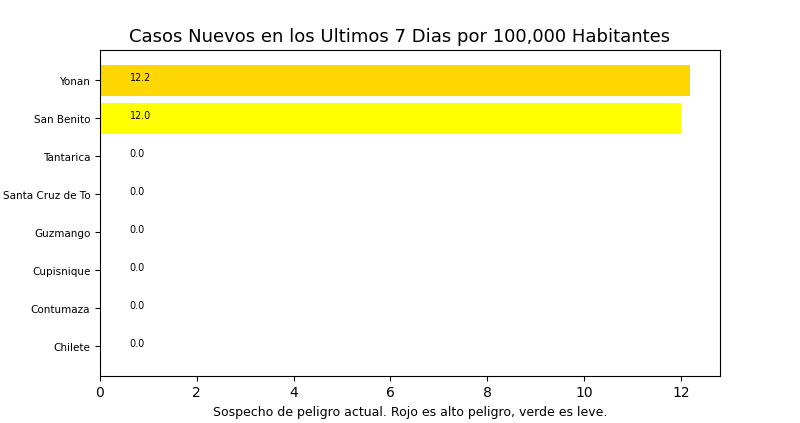 Casos Nuevos en los Ultimos 7 Dias por 100,000 Habitantes
Yonan 12.2
San Benito 12.0
Tantarica 0.0
Santa Cruz de To 0.0
Guzmango 0.0
Cupisnique 0.0
Contumaza 0.0
Chilete 0.0
0 2 4 6 8 10 12
Sospecho de peligro actual. Rojo es alto peligro, verde es leve.